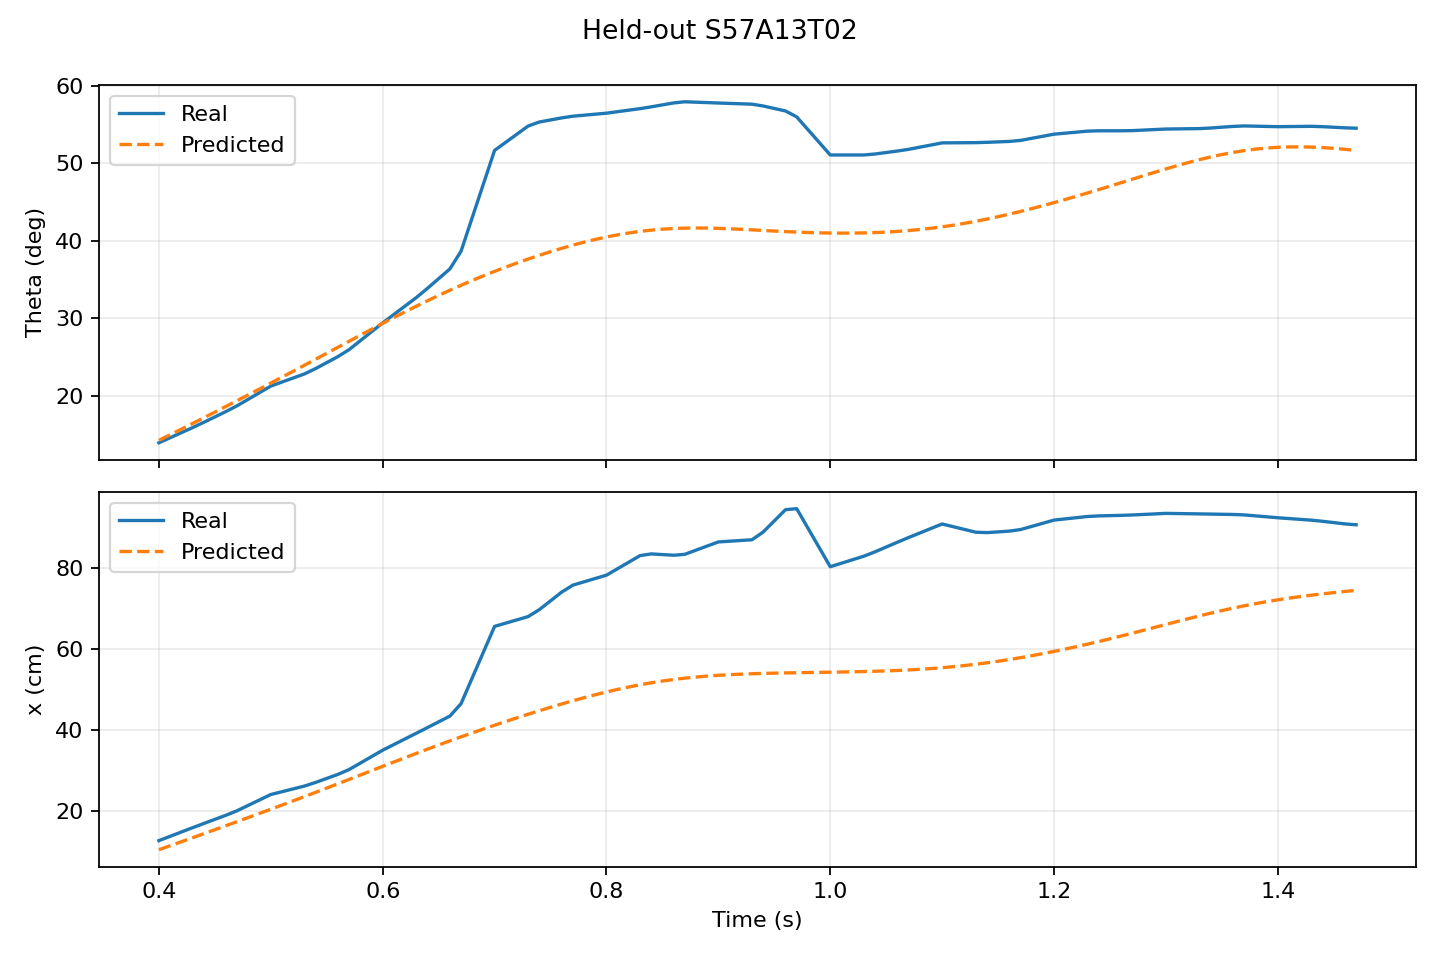 Held-out S57A13T02
60
50
40
30
20
Theta (deg)
Real
Predicted
80
60
40
20
x (cm)
Real
Predicted
0.4 0.6 0.8 1.0 1.2 1.4
Time (s)